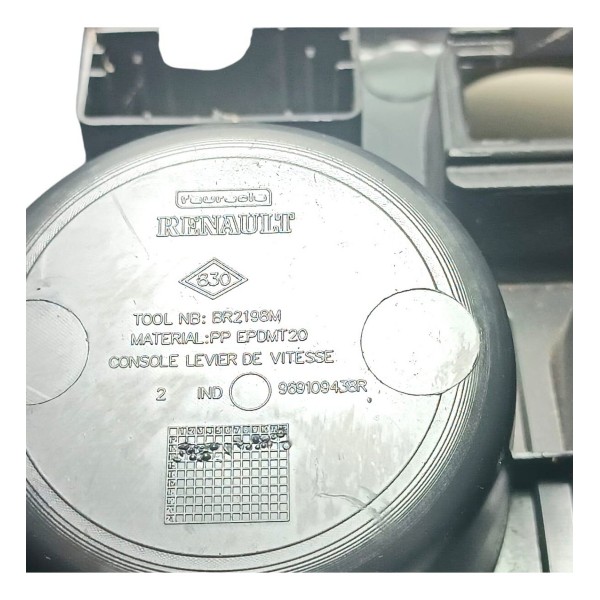 RENAULT
830
TOOL NB: BR2198M
MATERIAL:PP EPDMT20
CONSOLE LEVIER DE VITESSE
2 IND 969109438R